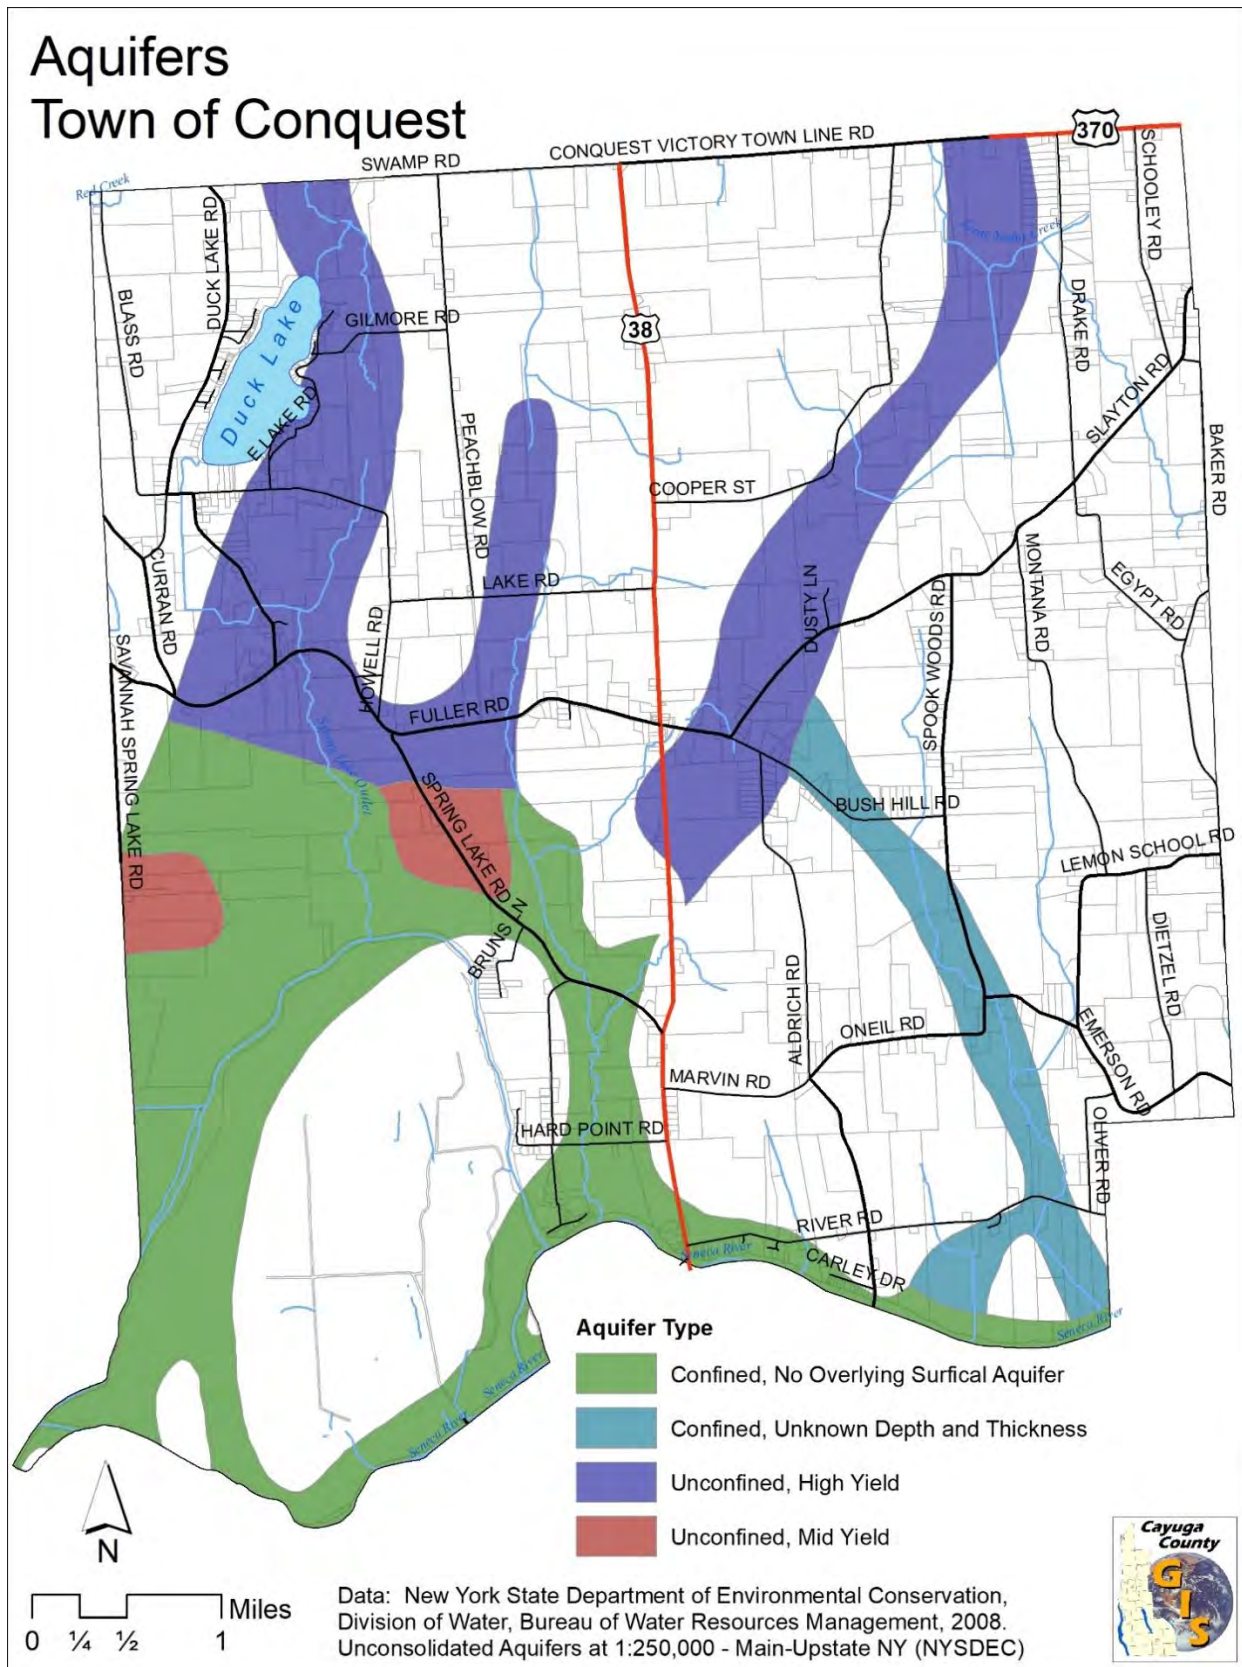 Aquifers
Town of Conquest
370
CONQUEST VICTORY TOWN LINE RD
SWAMP RD
SCHOOLEY RD
Red Creek
DUCK LAKE RD
BLASS RD
Duck Lake
GILMORE RD
38
DRAKE RD
E LAKE RD
SLAYTON RD
PEACHBLOW RD
BAKER RD
COOPER ST
CURRAN RD
LAKE RD
DUSTY LN
MONTANA RD
EGYPT RD
SPOOK WOODS RD
HOWELL RD
SAVANNAH SPRING LAKE RD
FULLER RD
Spring Lake Outlet
SPRING LAKE RD
BUSH HILL RD
LEMON SCHOOL RD
N
BRUNS
DIETZEL RD
ALDRICH RD
ONEIL RD
EMERSON RD
MARVIN RD
HARD POINT RD
OLIVER RD
RIVER RD
Seneca River
CARLEY DR
Seneca River
Seneca River
Seneca River
Aquifer Type
Confined, No Overlying Surfical Aquifer
Confined, Unknown Depth and Thickness
Unconfined, High Yield
Unconfined, Mid Yield
N
Miles
0 ¼ ½ 1
Data: New York State Department of Environmental Conservation,
Division of Water, Bureau of Water Resources Management, 2008.
Unconsolidated Aquifers at 1:250,000 - Main-Upstate NY (NYSDEC)
Cayuga
County
GIS